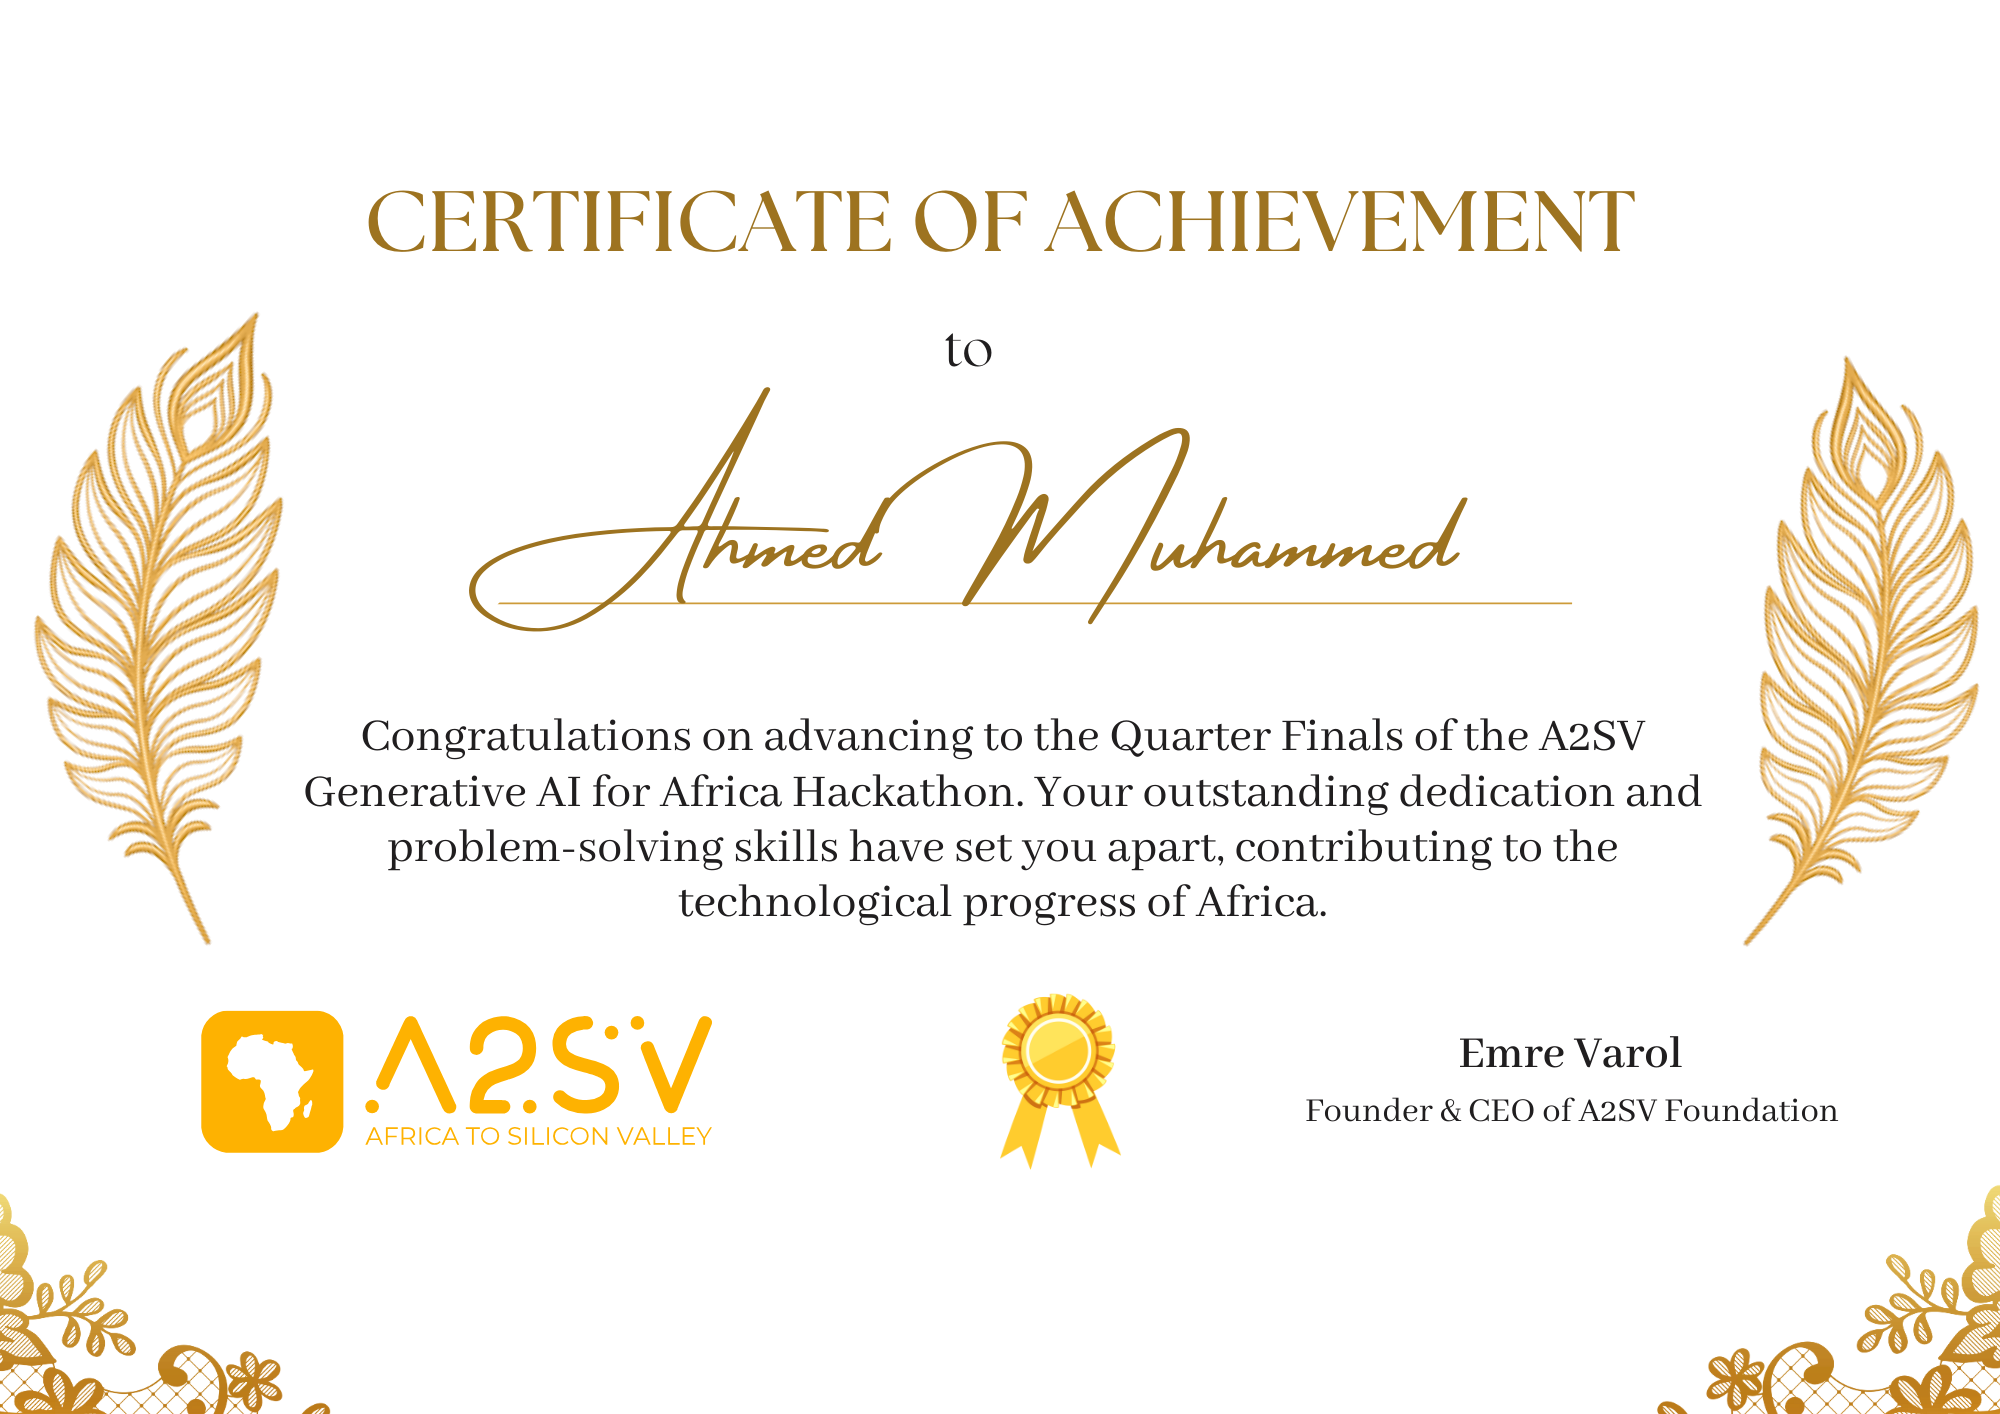 CERTIFICATE OF ACHIEVEMENT
to
Ahmed Muhammed
Congratulations on advancing to the Quarter Finals of the A2SV
Generative AI for Africa Hackathon. Your outstanding dedication and
problem-solving skills have set you apart, contributing to the
technological progress of Africa.
A2SV
AFRICA TO SILICON VALLEY
Emre Varol
Founder & CEO of A2SV Foundation